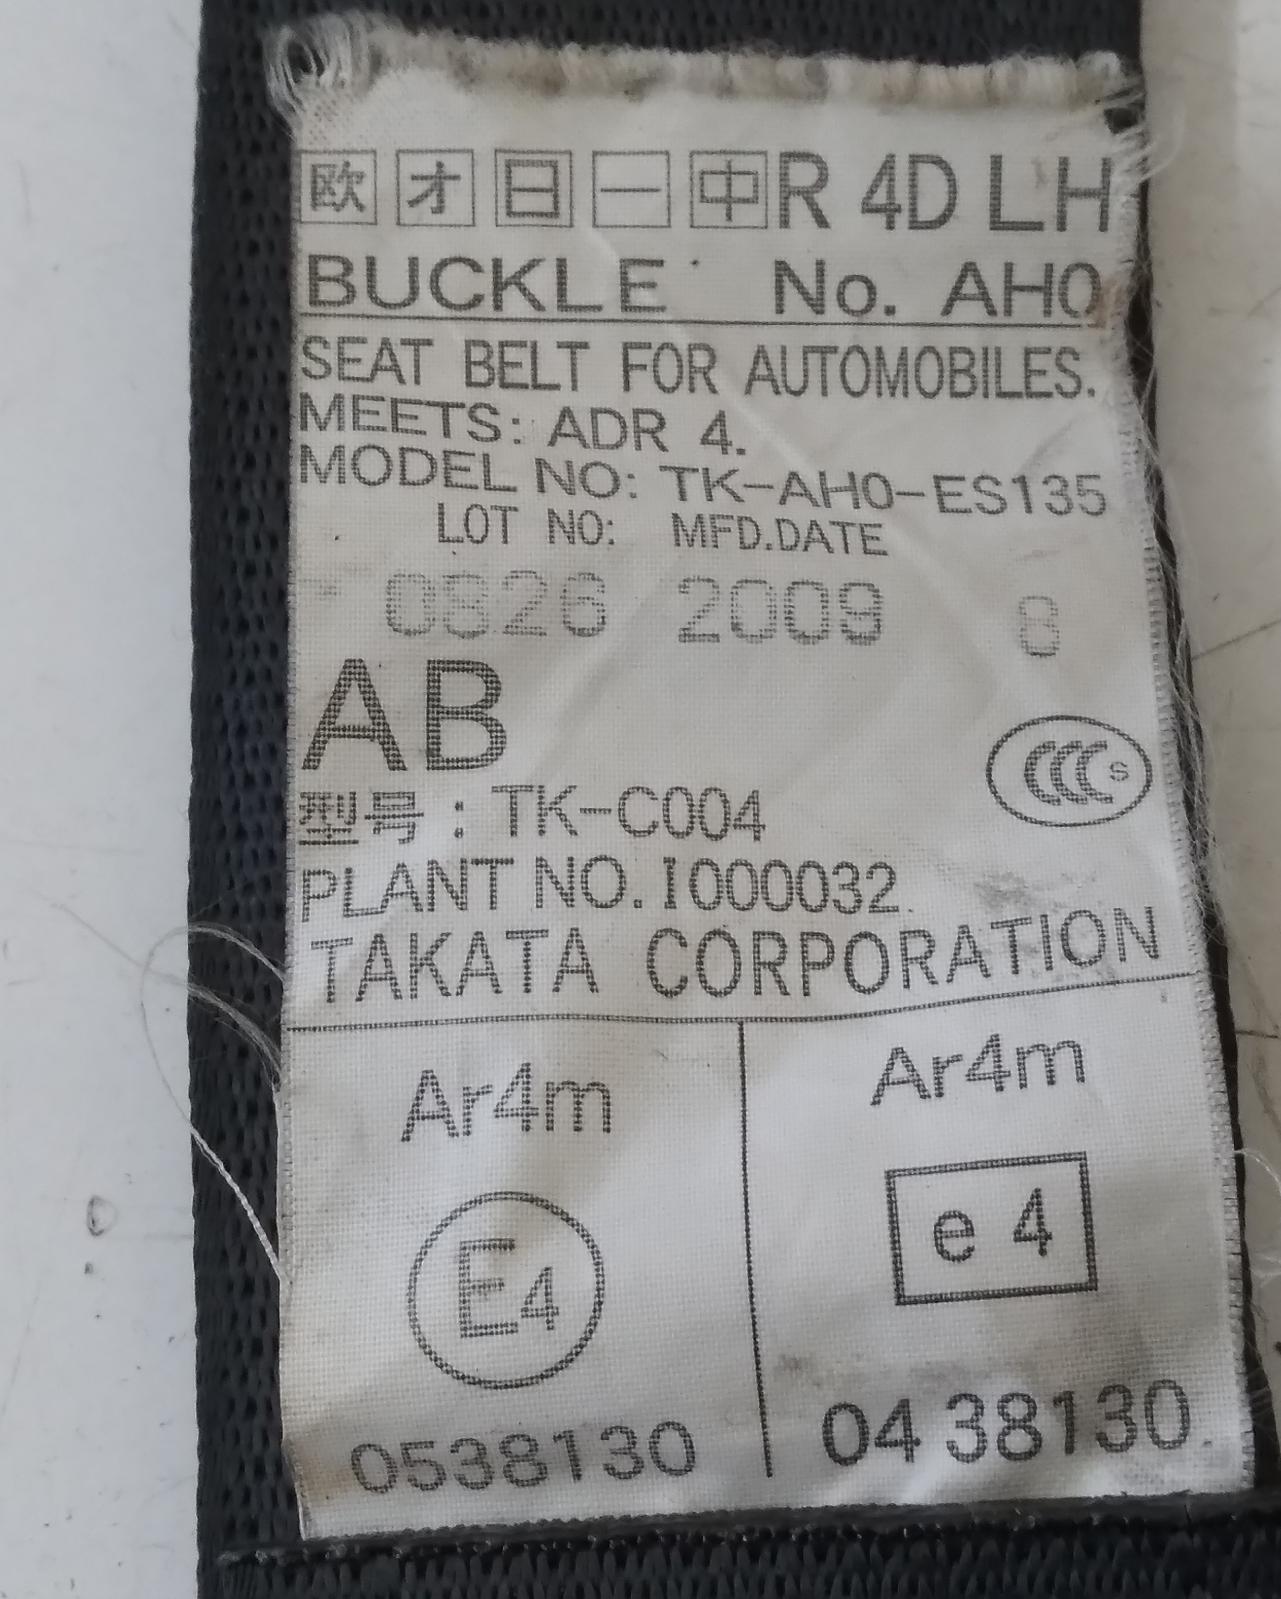 欧 オ 日 一 中 R 4D LH
BUCKLE No. AH0
SEAT BELT FOR AUTOMOBILES.
MEETS: ADR 4.
MODEL NO: TK-AH0-ES135
LOT NO: MFD.DATE
0826 2009 8
AB
CCC S
型号：TK-C004
PLANT NO. I000032
TAKATA CORPORATION
Ar4m
E4
0538130
Ar4m
e 4
04 38130